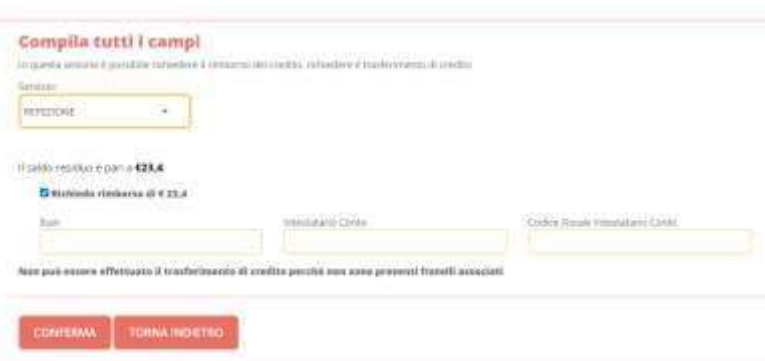 Compila tutti i campi
In questa sezione è possibile richiedere il rimborso del credito, richiedere il trasferimento di credito
Servizio
REFEZIONE
Il saldo residuo è pari a €23,4
Richiedo rimborso di € 23,4
Iban
Intestatario Conto
Codice Fiscale Intestatario Conto
Non può essere effettuato il trasferimento di credito perché non sono presenti fratelli associati
CONFERMA
TORNA INDIETRO